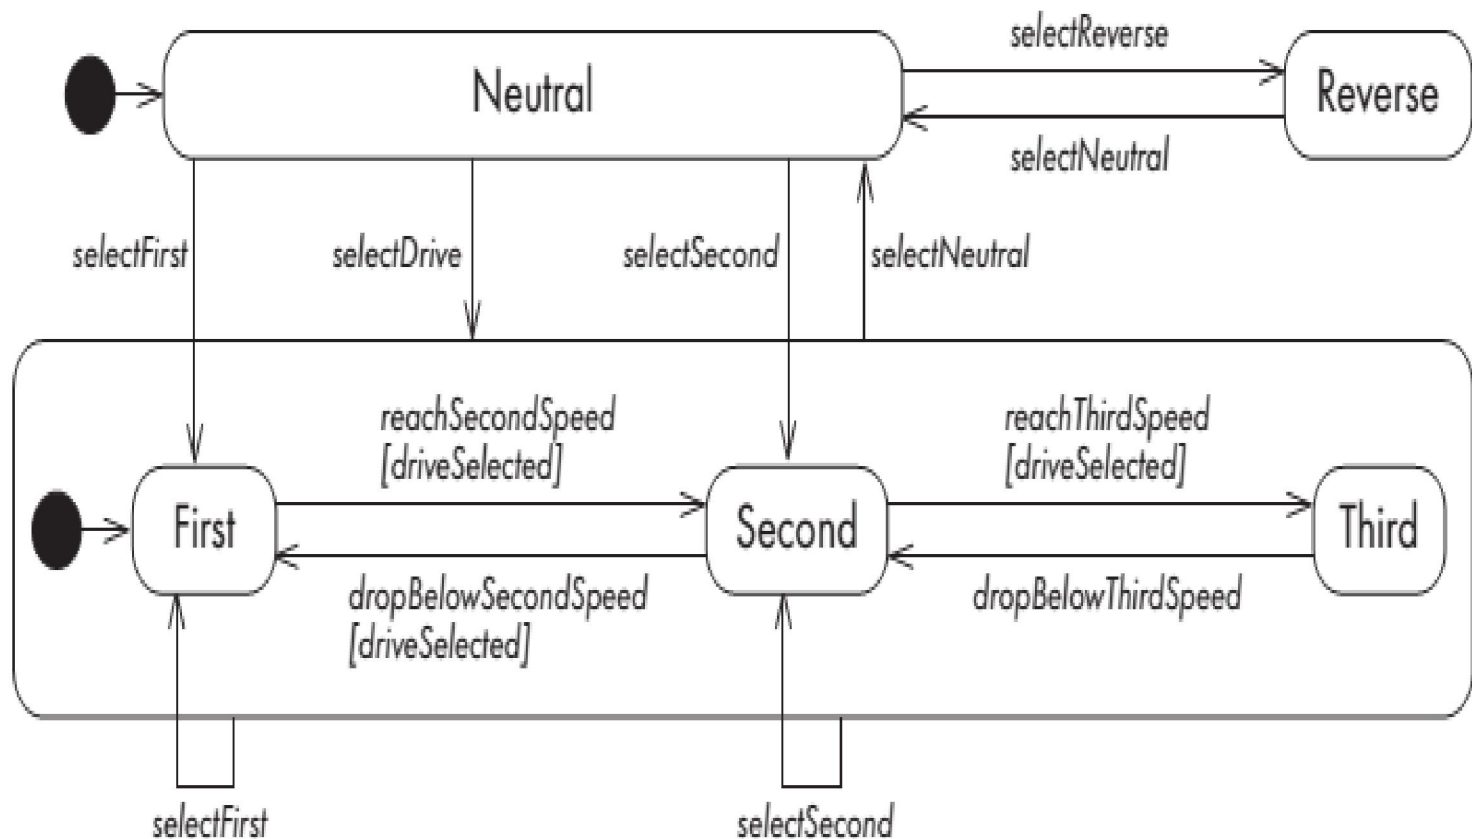 selectReverse
Neutral
Reverse
selectNeutral
selectFirst
selectDrive
selectSecond
selectNeutral
reachSecondSpeed
[driveSelected]
reachThirdSpeed
[driveSelected]
First
Second
Third
dropBelowSecondSpeed
[driveSelected]
dropBelowThirdSpeed
selectFirst
selectSecond